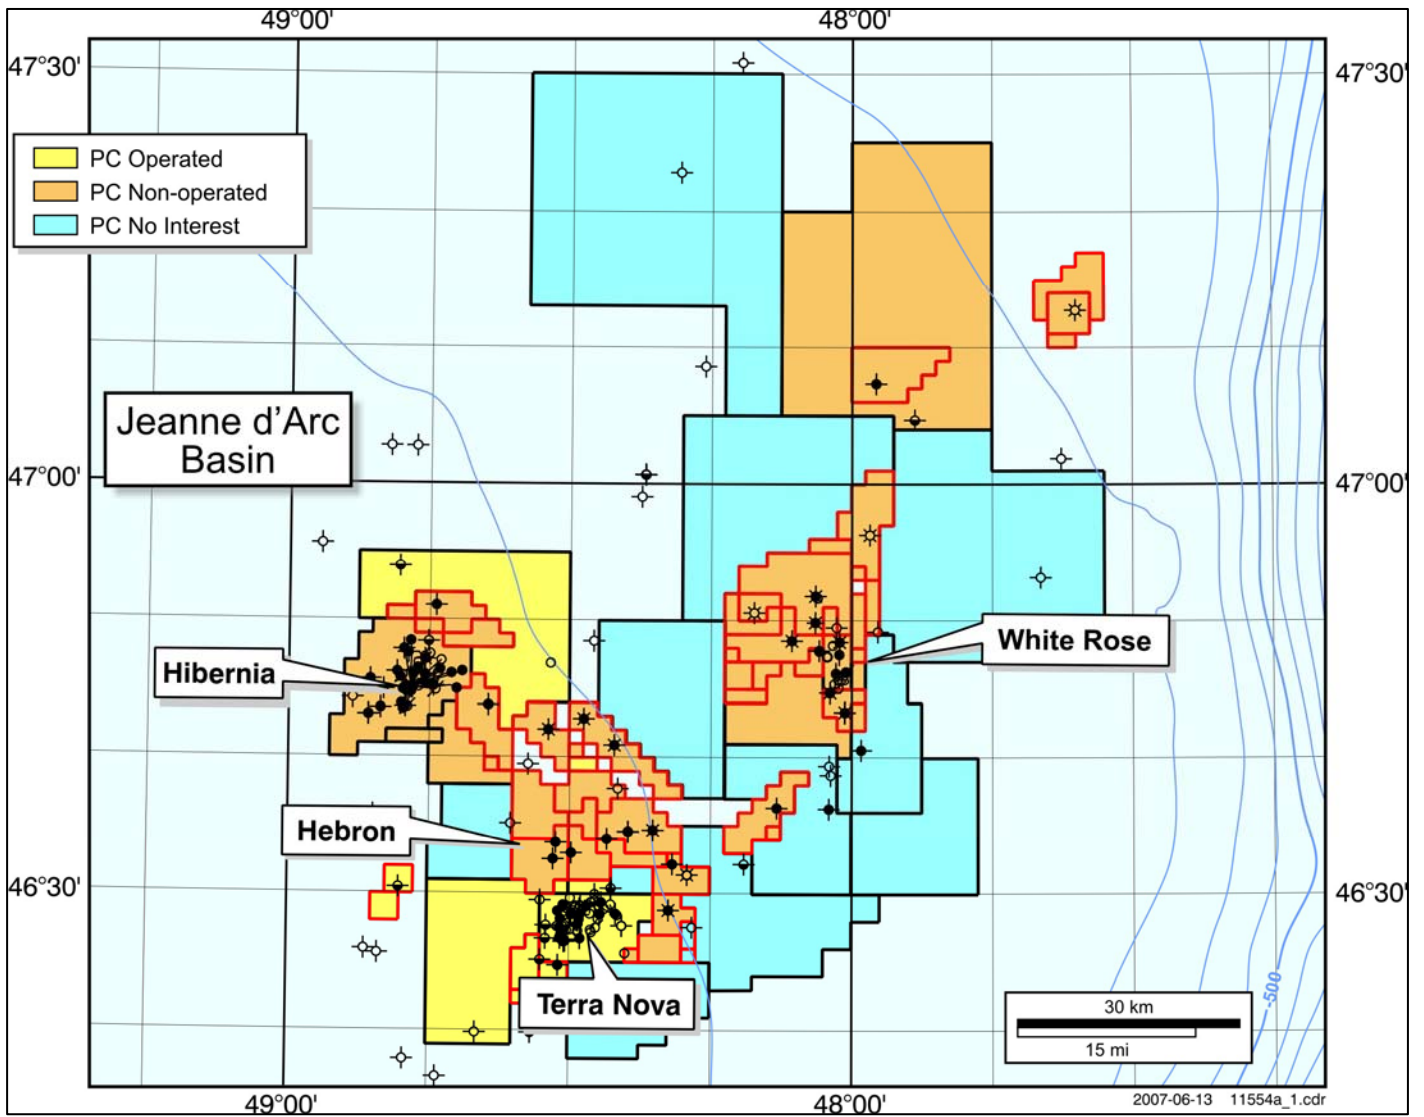 49°00'
48°00'
47°30'
47°30'
PC Operated
PC Non-operated
PC No Interest
Jeanne d'Arc
Basin
47°00'
47°00'
White Rose
Hibernia
Hebron
46°30'
46°30'
Terra Nova
-500
30 km
15 mi
49°00'
48°00'
2007-06-13 11554a_1.cdr